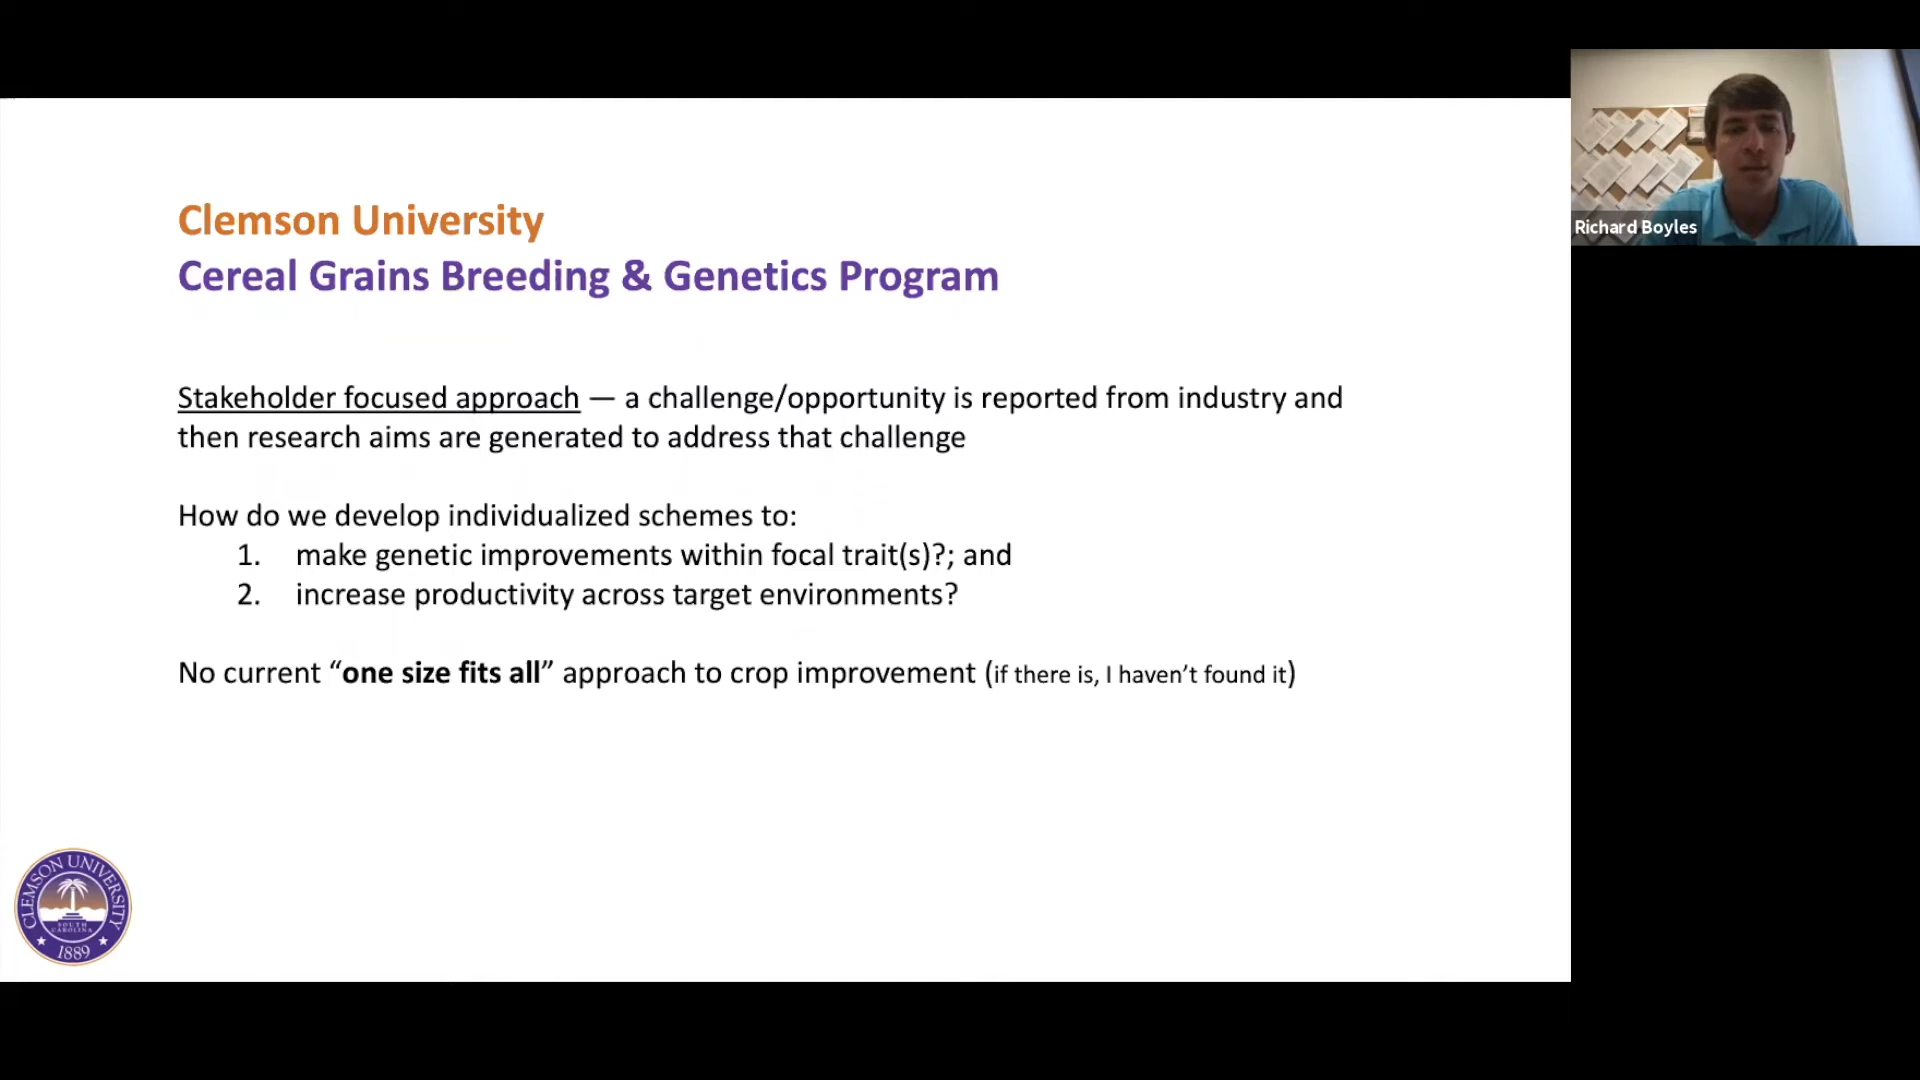 Clemson University
Cereal Grains Breeding & Genetics Program
Stakeholder focused approach — a challenge/opportunity is reported from industry and
then research aims are generated to address that challenge
How do we develop individualized schemes to:
1. make genetic improvements within focal trait(s)?; and
2. increase productivity across target environments?
No current “one size fits all” approach to crop improvement (if there is, I haven’t found it)
CLEMSON UNIVERSITY
SOUTH
CAROLINA
1889
Richard Boyles